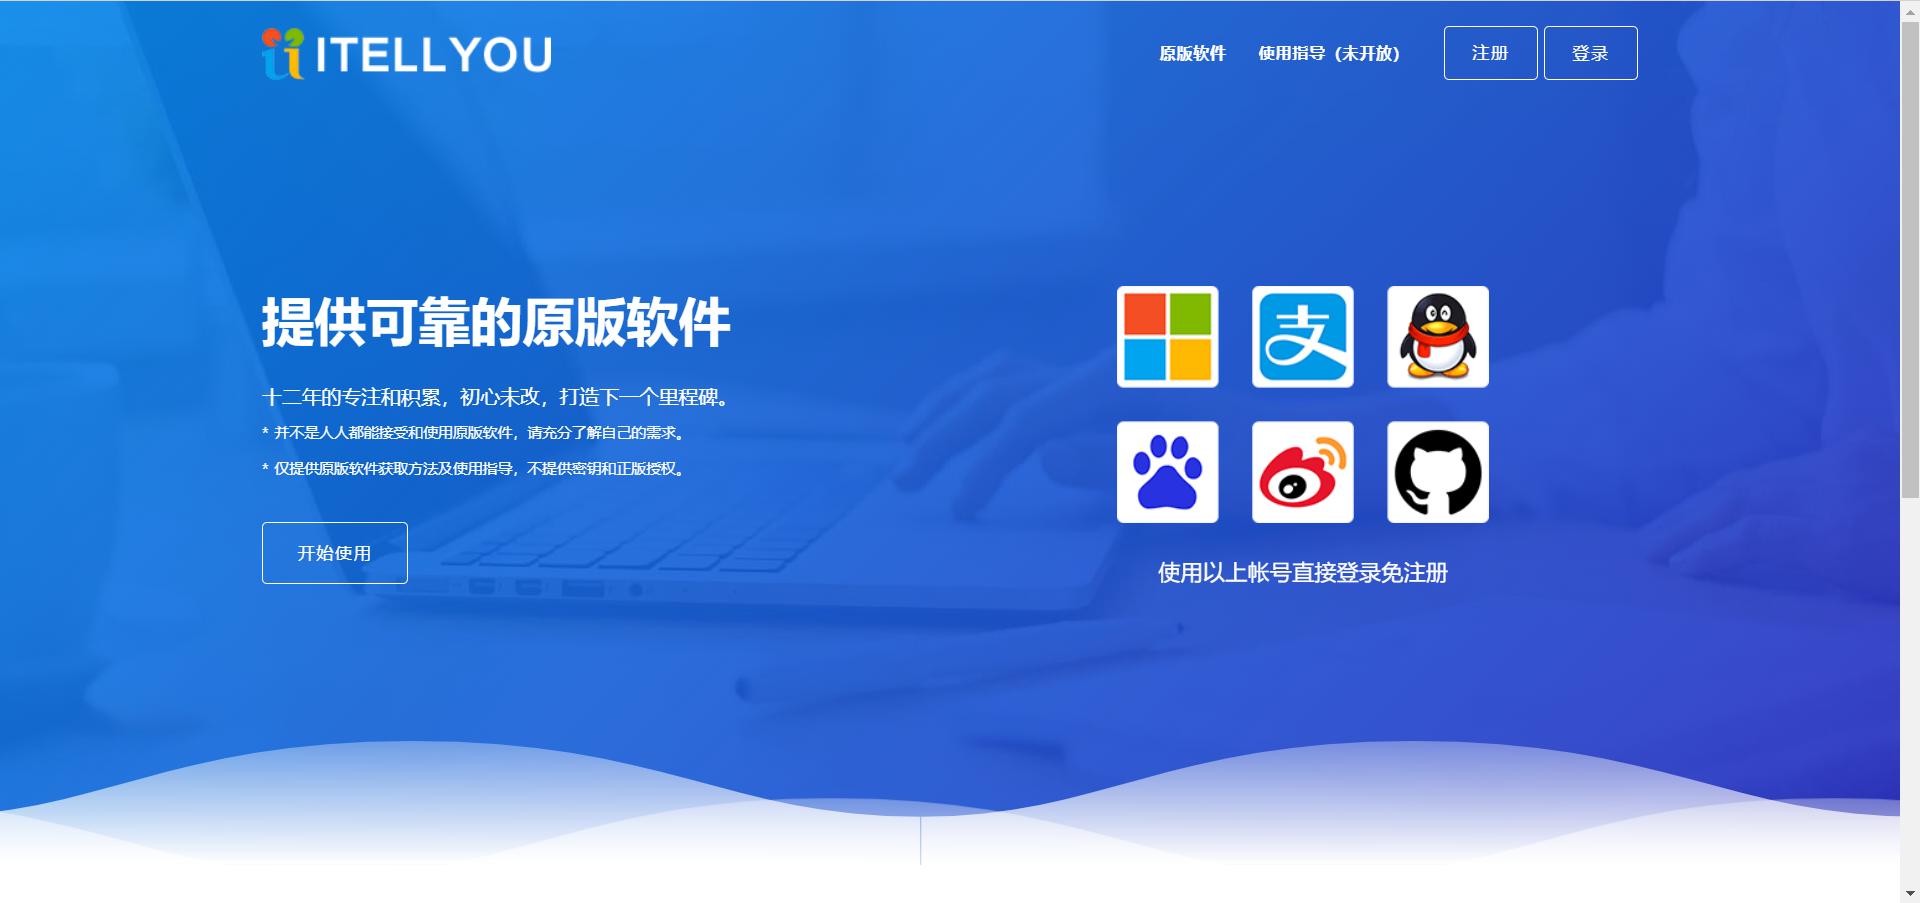 ITELLYOU
原版软件
使用指导（未开放）
注册
登录
提供可靠的原版软件
十二年的专注和积累，初心未改，打造下一个里程碑。
* 并不是人人都能接受和使用原版软件，请充分了解自己的需求。
* 仅提供原版软件获取方法及使用指导，不提供密钥和正版授权。
开始使用
支
使用以上帐号直接登录免注册